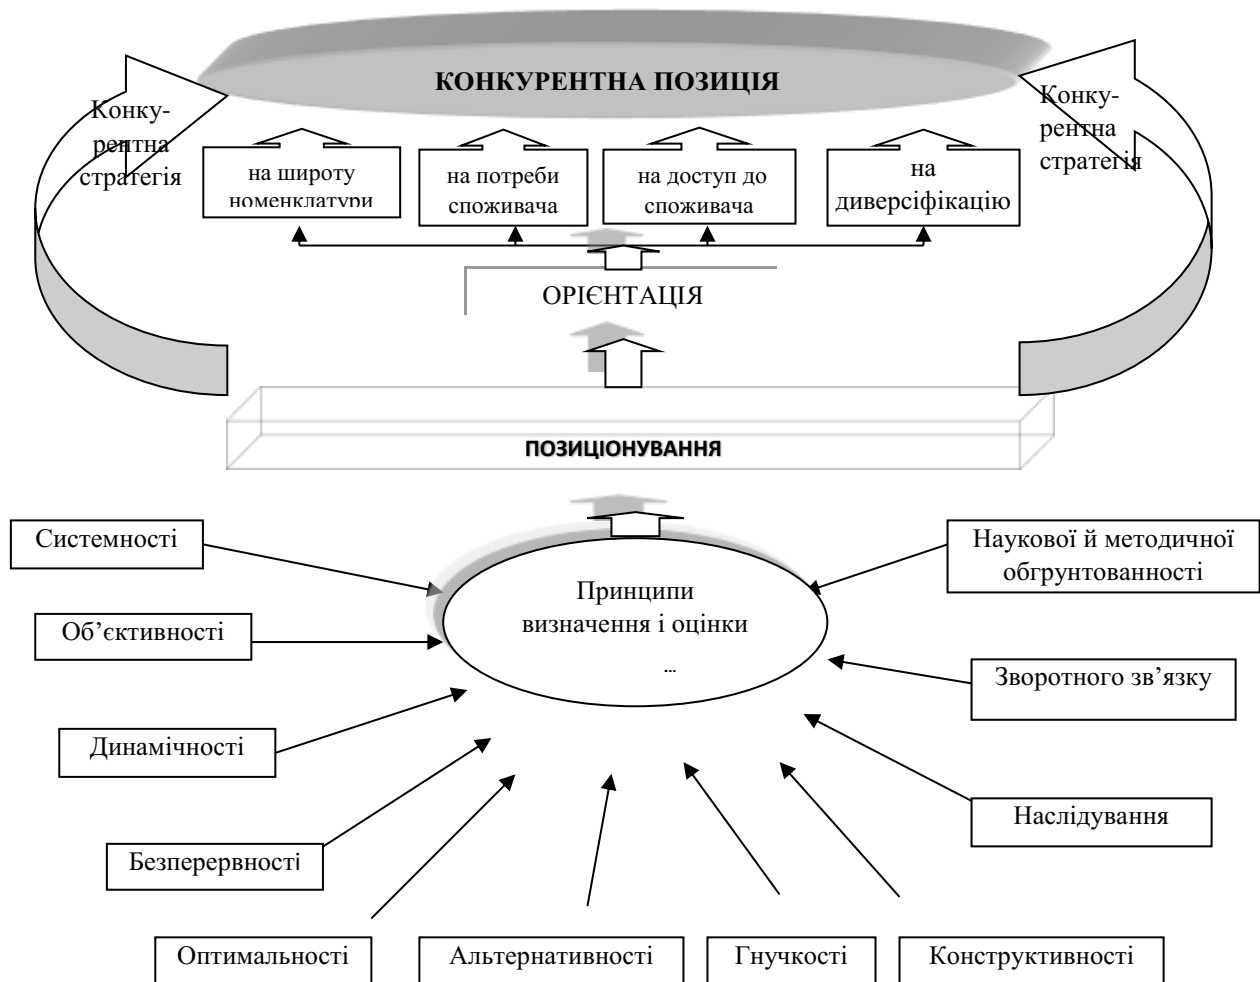 КОНКУРЕНТНА ПОЗИЦІЯ
Конку-
рентна
стратегія
Конку-
рентна
стратегія
на широту
номенклатури
на потреби
споживача
на доступ до
споживача
на
диверсіфікацію
ОРІЄНТАЦІЯ
ПОЗИЦІОНУВАННЯ
Принципи
визначення і оцінки
...
Системності
Об’єктивності
Динамічності
Безперервності
Оптимальності
Альтернативності
Гнучкості
Конструктивності
Наукової й методичної
обгрунтованності
Зворотного зв’язку
Наслідування